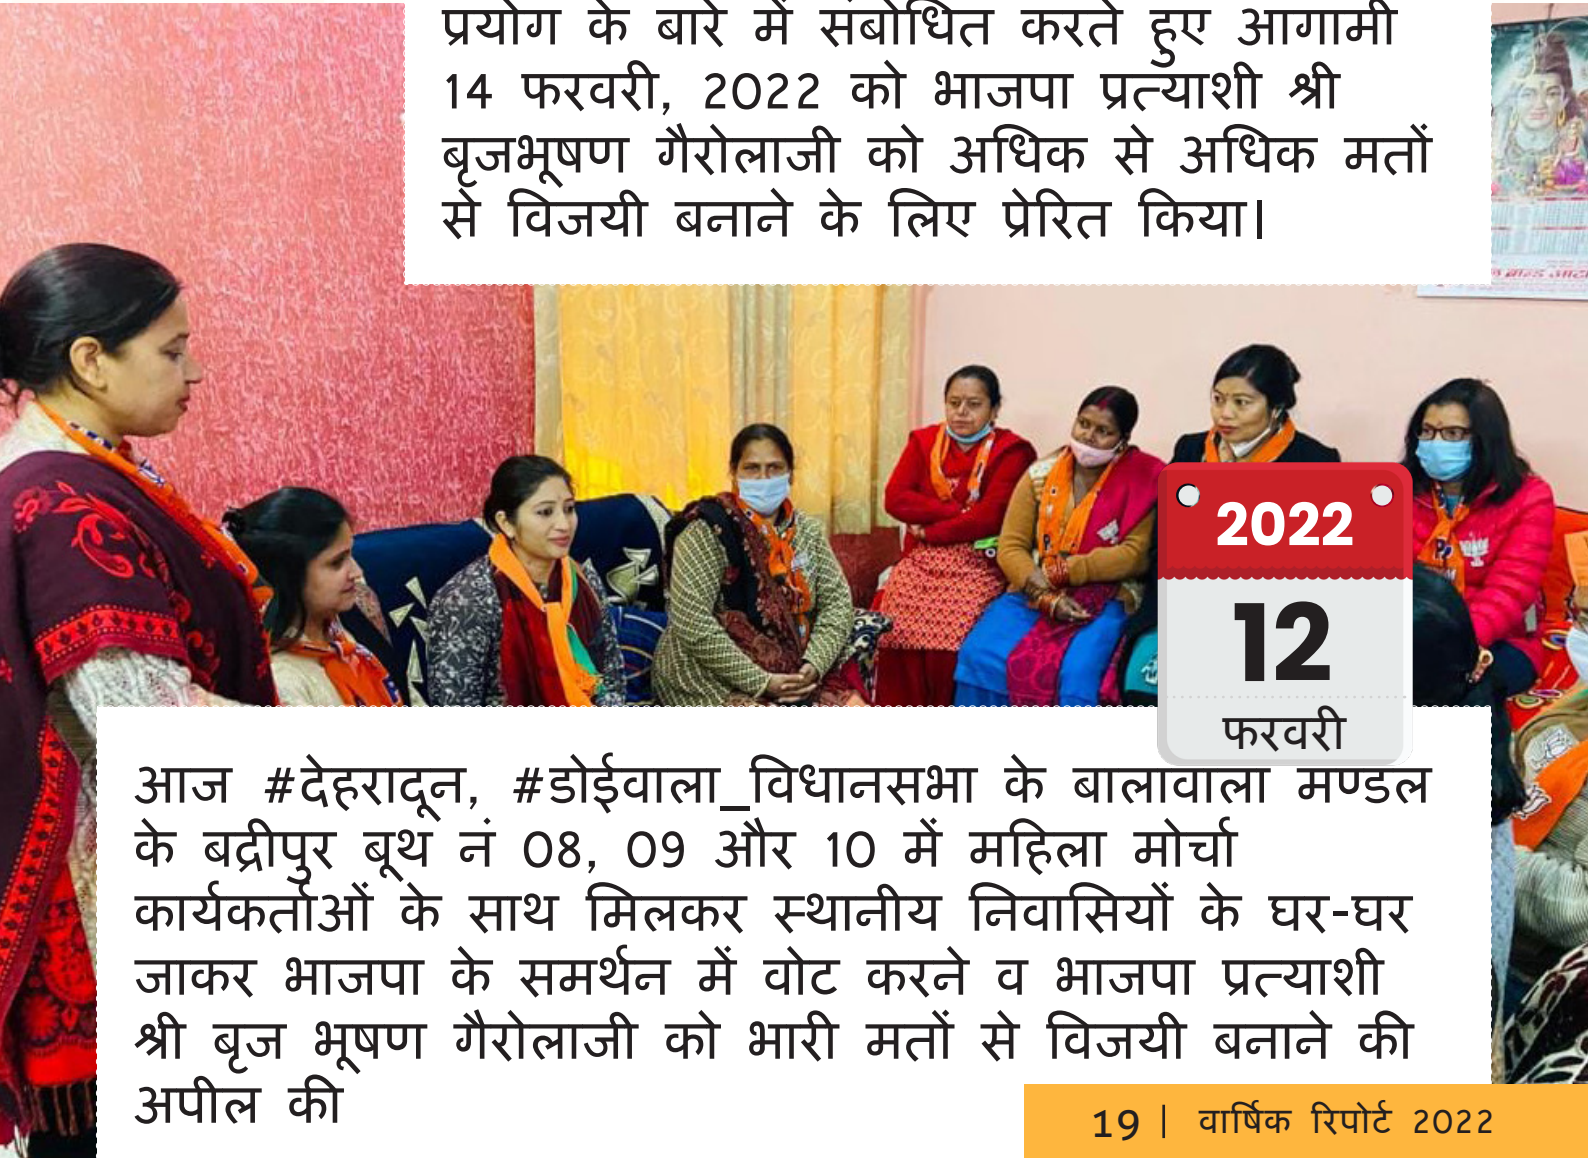 प्रयोग के बारे में संबोधित करते हुए आगामी
14 फरवरी, 2022 को भाजपा प्रत्याशी श्री
बृजभूषण गैरोलाजी को अधिक से अधिक मतों
से विजयी बनाने के लिए प्रेरित किया।
2022
12
फरवरी
आज #देहरादून, #डोईवाला_विधानसभा के बालावाला मण्डल
के बद्रीपुर बूथ नं 08, 09 और 10 में महिला मोर्चा
कार्यकर्ताओं के साथ मिलकर स्थानीय निवासियों के घर-घर
जाकर भाजपा के समर्थन में वोट करने व भाजपा प्रत्याशी
श्री बृज भूषण गैरोलाजी को भारी मतों से विजयी बनाने की
अपील की
19 | वार्षिक रिपोर्ट 2022